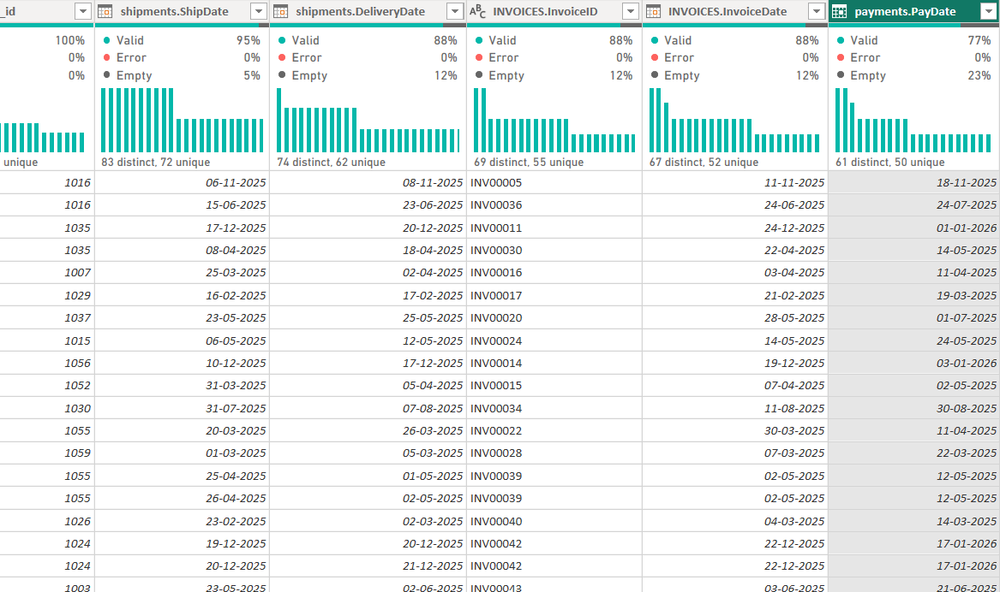 _id shipments.ShipDate shipments.DeliveryDate ABC INVOICES.InvoiceID INVOICES.InvoiceDate payments.PayDate
100% Valid 95% Valid 88% Valid 88% Valid 88% Valid 77%
0% Error 0% Error 0% Error 0% Error 0% Error 0%
0% Empty 5% Empty 12% Empty 12% Empty 12% Empty 23%
unique 83 distinct, 72 unique 74 distinct, 62 unique 69 distinct, 55 unique 67 distinct, 52 unique 61 distinct, 50 unique
1016 06-11-2025 08-11-2025 INV00005 11-11-2025 18-11-2025
1016 15-06-2025 23-06-2025 INV00036 24-06-2025 24-07-2025
1035 17-12-2025 20-12-2025 INV00011 24-12-2025 01-01-2026
1035 08-04-2025 18-04-2025 INV00030 22-04-2025 14-05-2025
1007 25-03-2025 02-04-2025 INV00016 03-04-2025 11-04-2025
1029 16-02-2025 17-02-2025 INV00017 21-02-2025 19-03-2025
1037 23-05-2025 25-05-2025 INV00020 28-05-2025 01-07-2025
1015 06-05-2025 12-05-2025 INV00024 14-05-2025 24-05-2025
1056 10-12-2025 17-12-2025 INV00014 19-12-2025 03-01-2026
1052 31-03-2025 05-04-2025 INV00015 07-04-2025 02-05-2025
1030 31-07-2025 07-08-2025 INV00034 11-08-2025 30-08-2025
1055 20-03-2025 26-03-2025 INV00022 30-03-2025 11-04-2025
1059 01-03-2025 05-03-2025 INV00028 07-03-2025 22-03-2025
1055 25-04-2025 01-05-2025 INV00039 02-05-2025 12-05-2025
1055 26-04-2025 02-05-2025 INV00039 02-05-2025 12-05-2025
1026 23-02-2025 02-03-2025 INV00040 04-03-2025 14-03-2025
1024 19-12-2025 20-12-2025 INV00042 22-12-2025 17-01-2026
1024 20-12-2025 21-12-2025 INV00042 22-12-2025 17-01-2026
1003 23-05-2025 02-06-2025 INV00043 03-06-2025 21-06-2025